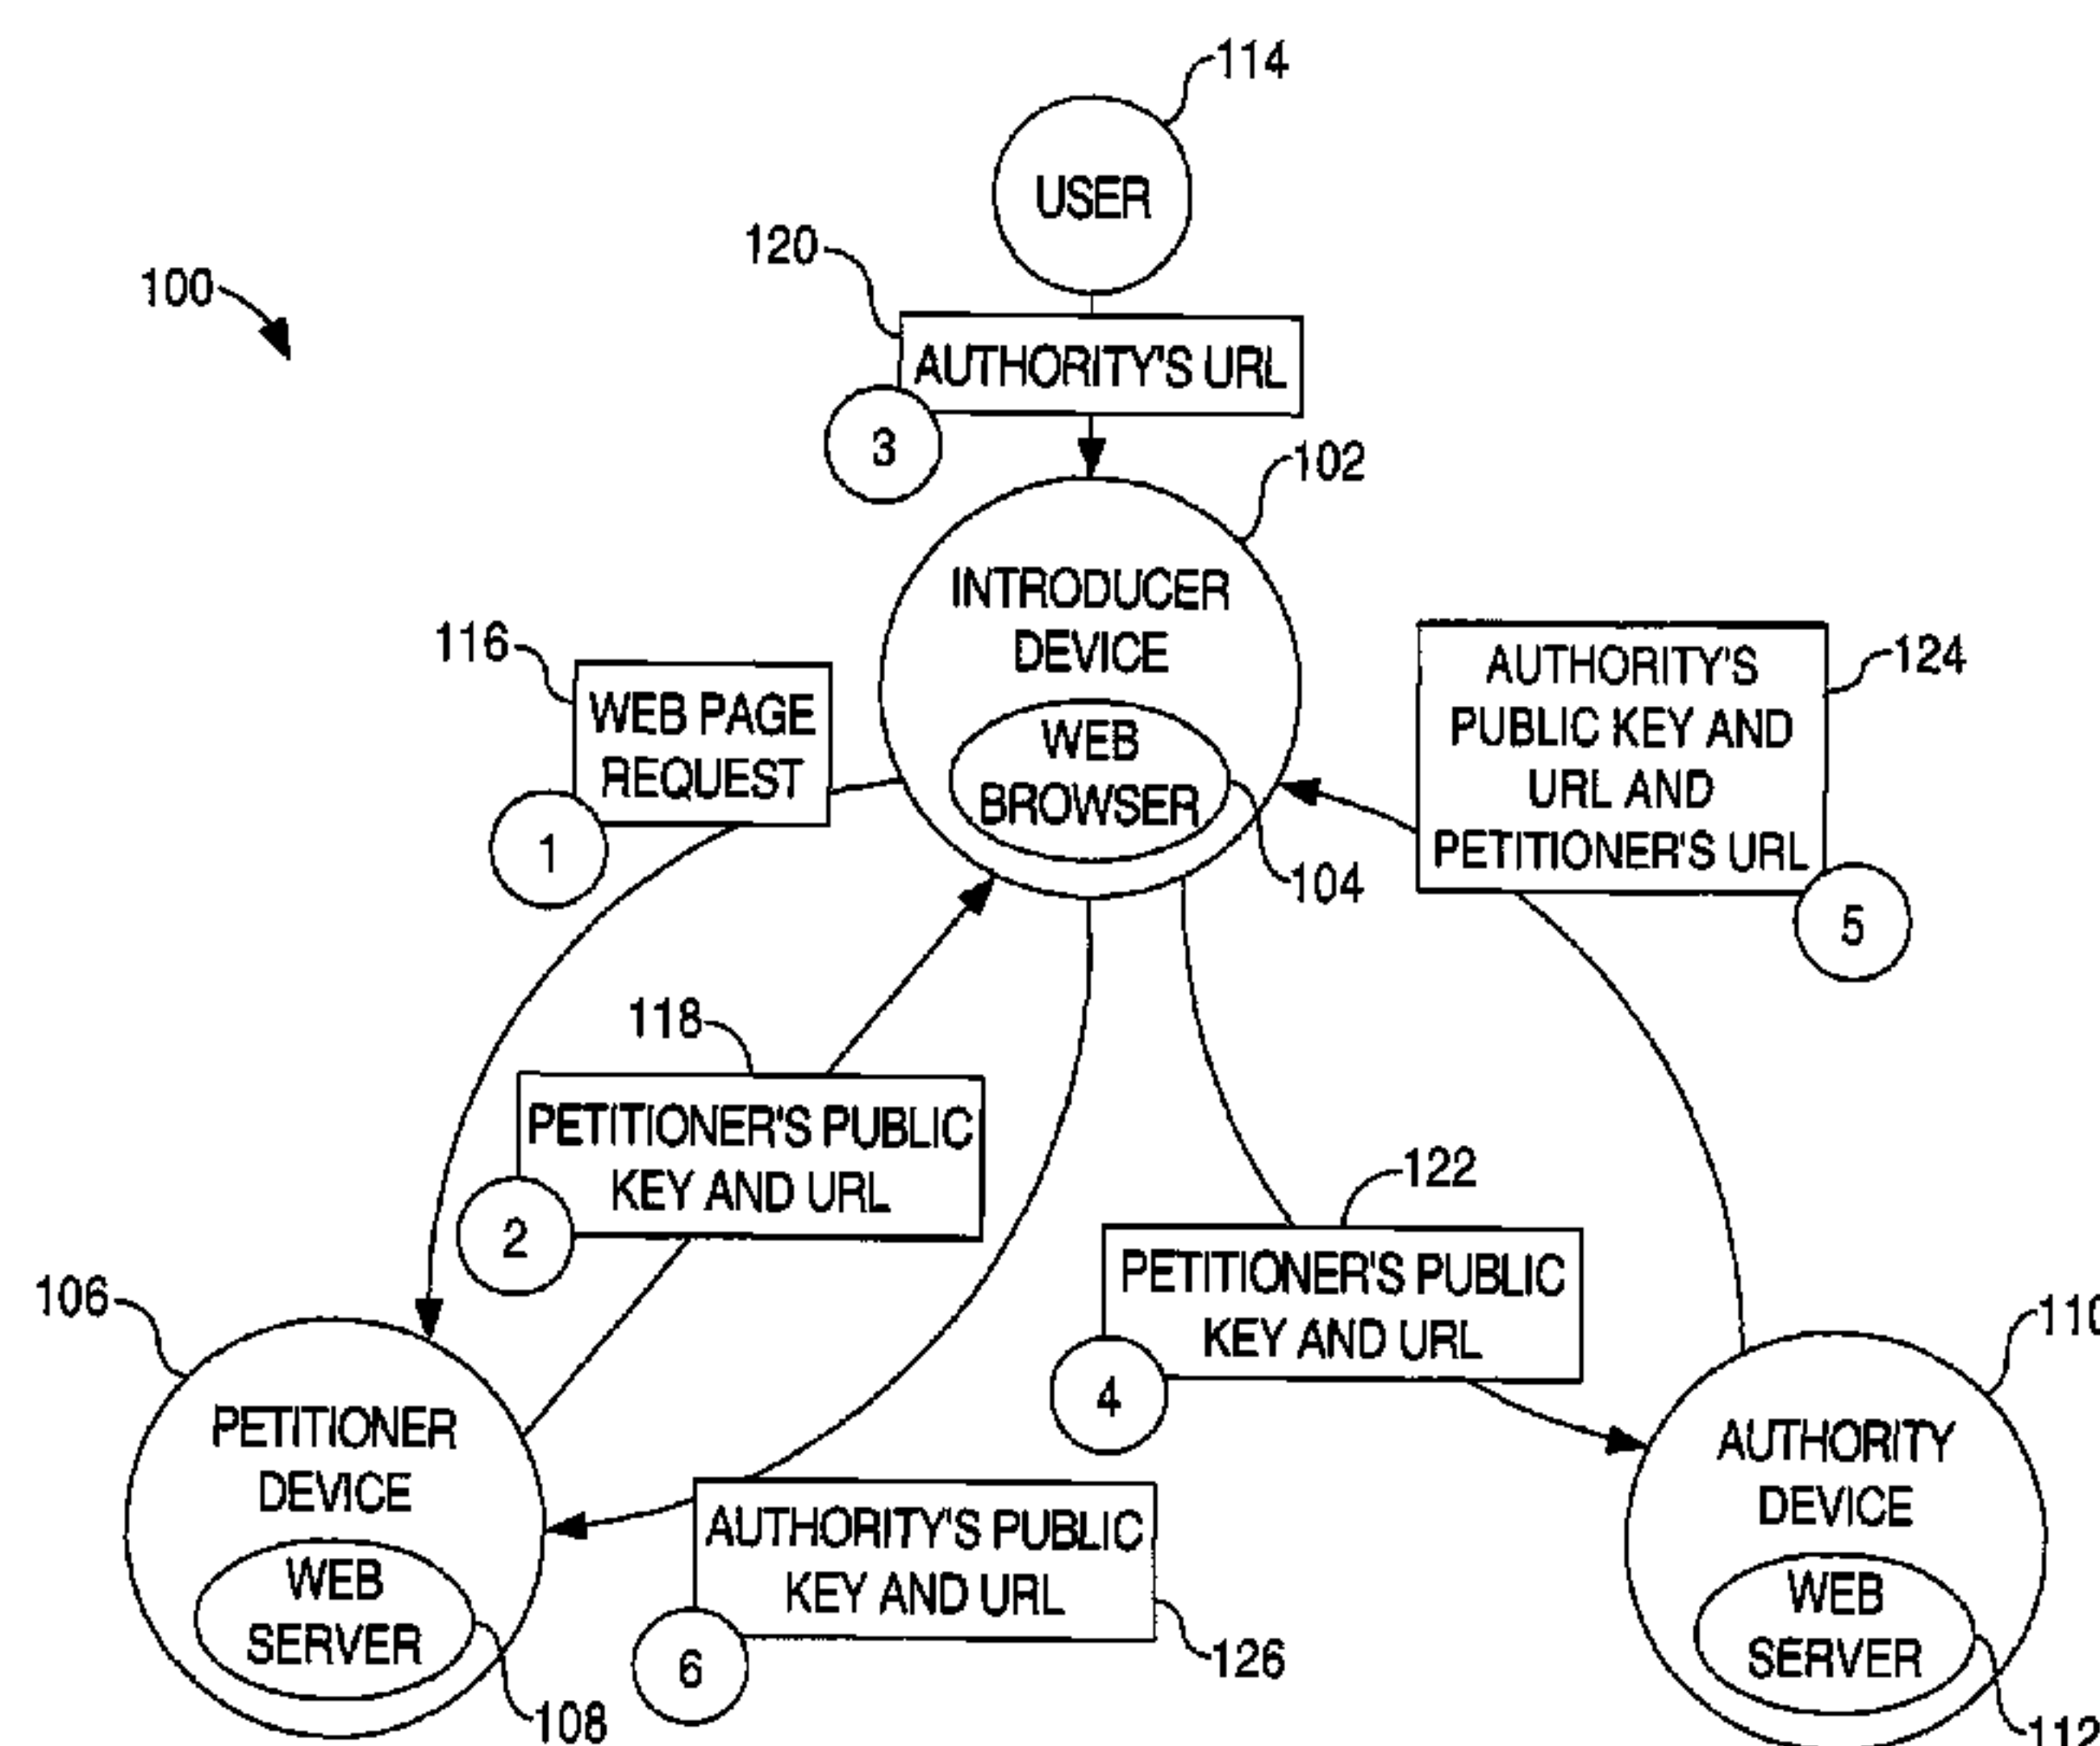 114
USER
120
100
AUTHORITY'S URL
3
102
INTRODUCER
DEVICE
WEB
BROWSER
104
116
WEB PAGE
REQUEST
1
AUTHORITY'S
PUBLIC KEY AND
URL AND
PETITIONER'S URL
124
5
118
PETITIONER'S PUBLIC
KEY AND URL
2
122
PETITIONER'S PUBLIC
KEY AND URL
4
106
PETITIONER
DEVICE
WEB
SERVER
108
AUTHORITY'S PUBLIC
KEY AND URL
6
126
110
AUTHORITY
DEVICE
WEB
SERVER
112